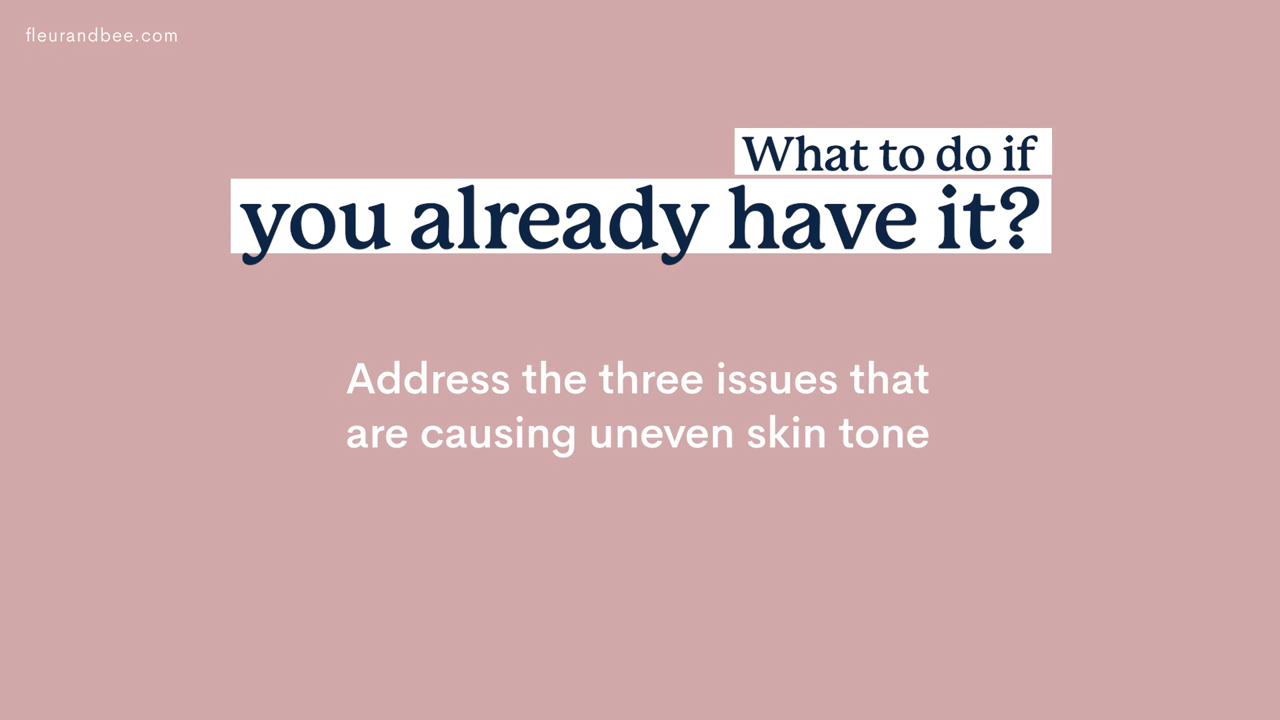 fleurandbee.com
What to do if
you already have it?
Address the three issues that
are causing uneven skin tone